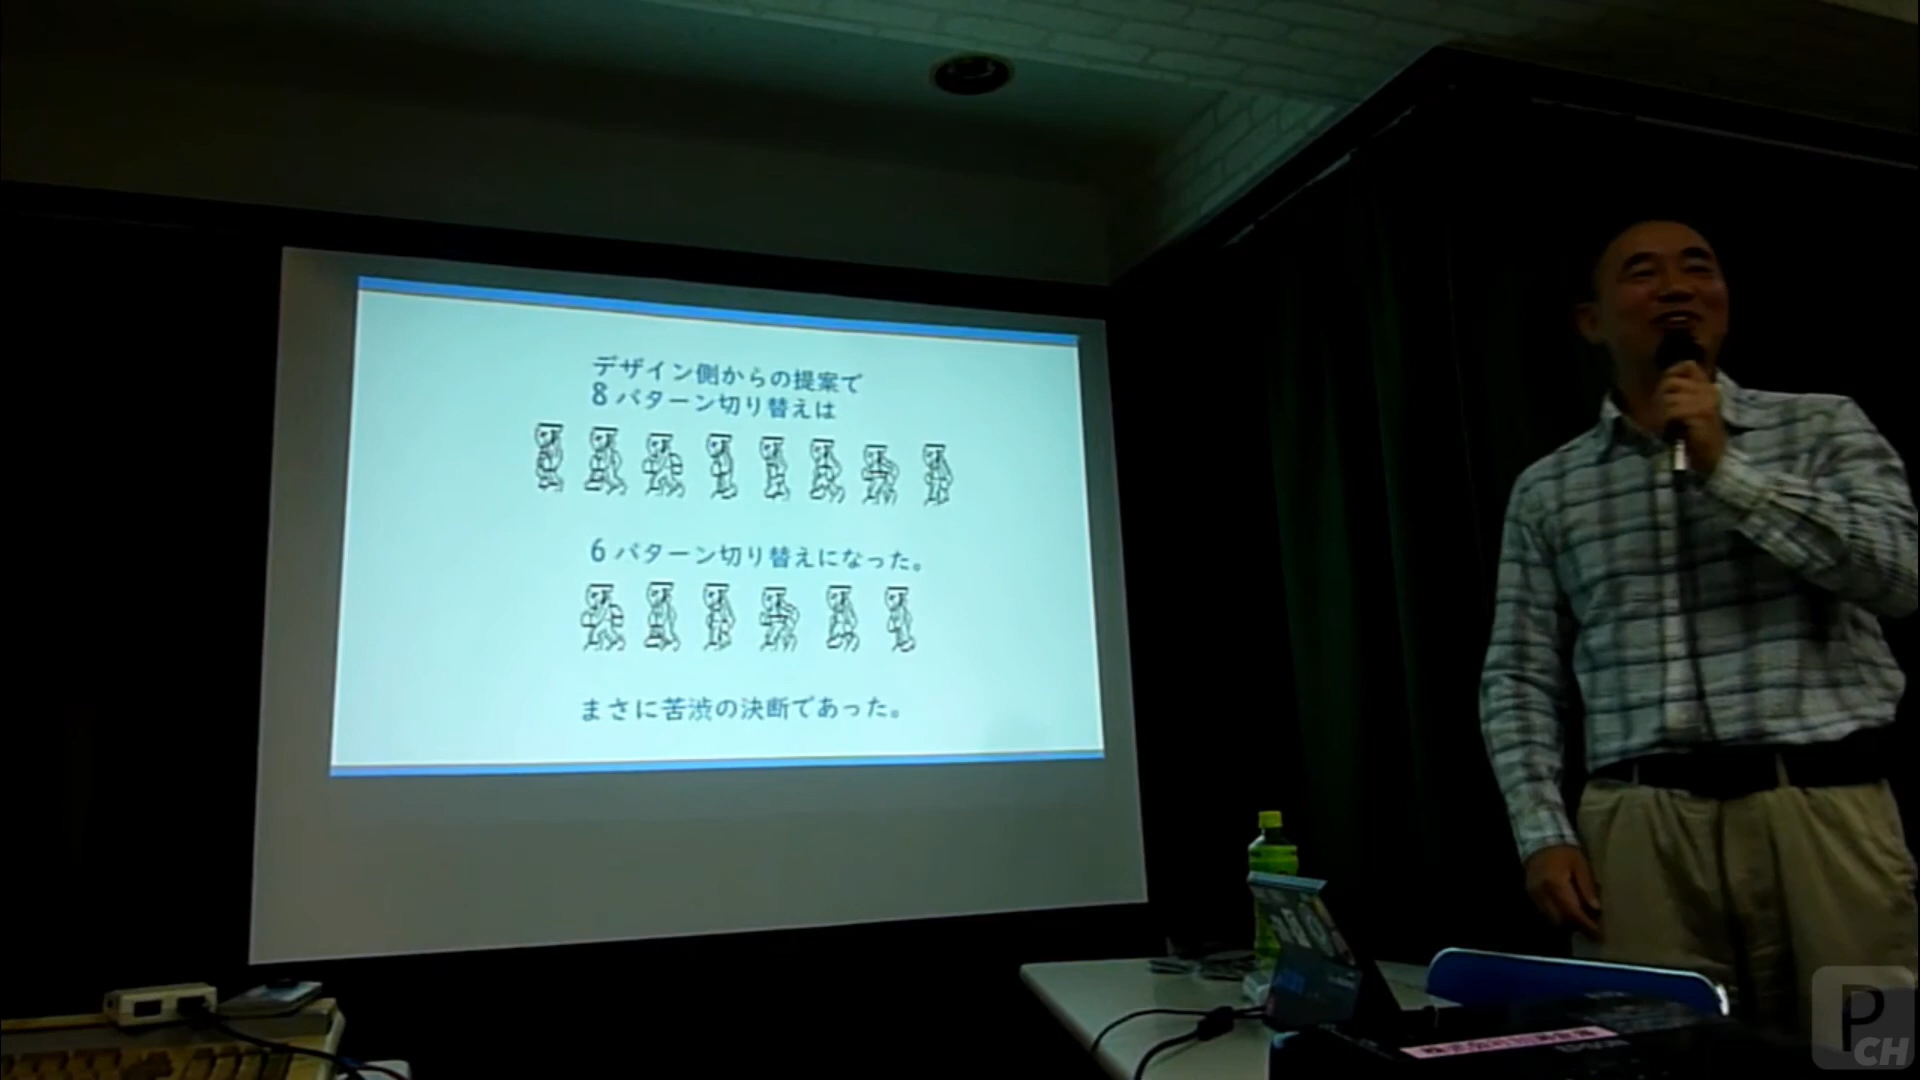 デザイン側からの提案で
8パターン切り替えは
6パターン切り替えになった。
まさに苦渋の決断であった。
EPSON
P
CH